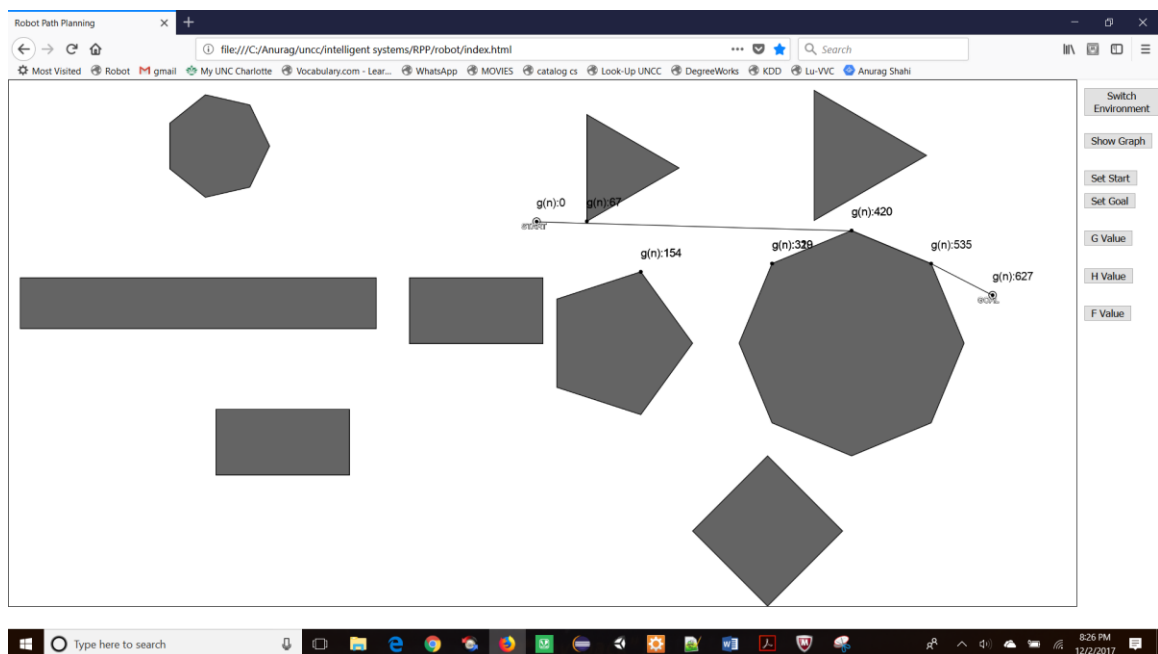 Robot Path Planning
file:///C:/Anurag/uncc/intelligent systems/RPP/robot/index.html
Search
Most Visited Robot gmail My UNC Charlotte Vocabulary.com - Lear... WhatsApp MOVIES catalog cs Look-Up UNCC DegreeWorks KDD Lu-VVC Anurag Shahi
Switch
Environment
Show Graph
Set Start
Set Goal
G Value
H Value
F Value
g(n):0
g(n):67
START
g(n):420
g(n):154
g(n):535
g(n):627
GOAL
Type here to search
8:26 PM
12/2/2017